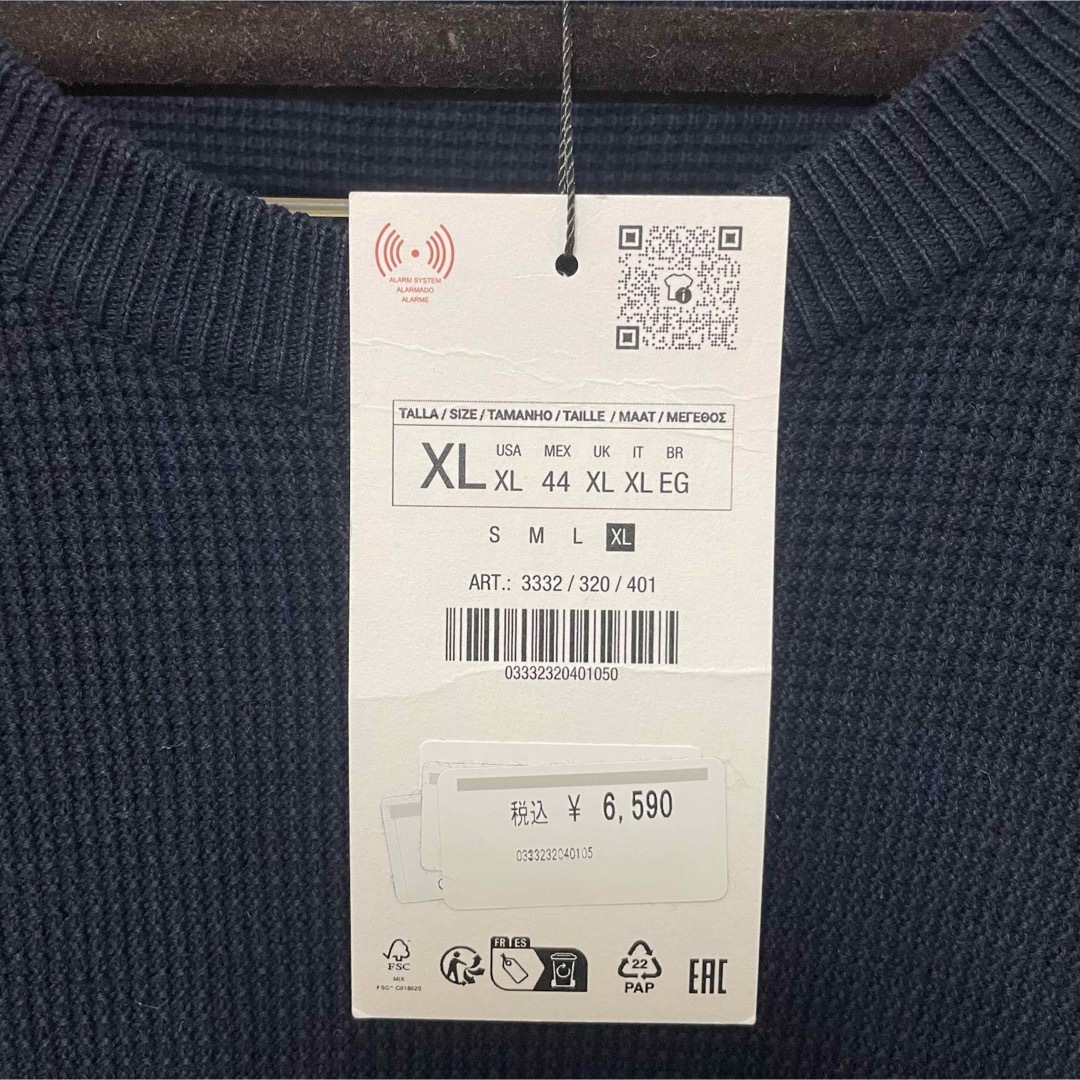 ALARM SYSTEM
ALARMADO
ALARME
TALLA / SIZE / TAMANHO / TAILLE / MAAT / ΜΕΓΕΘΟΣ
XL
USA MEX UK IT BR
XL 44 XL XL EG
S M L XL
ART.: 3332 / 320 / 401
03332320401050
税込 ¥ 6,590
0333232040105
FR ES
FSC
MIX
FSC™ C018020
22
PAP
EAC